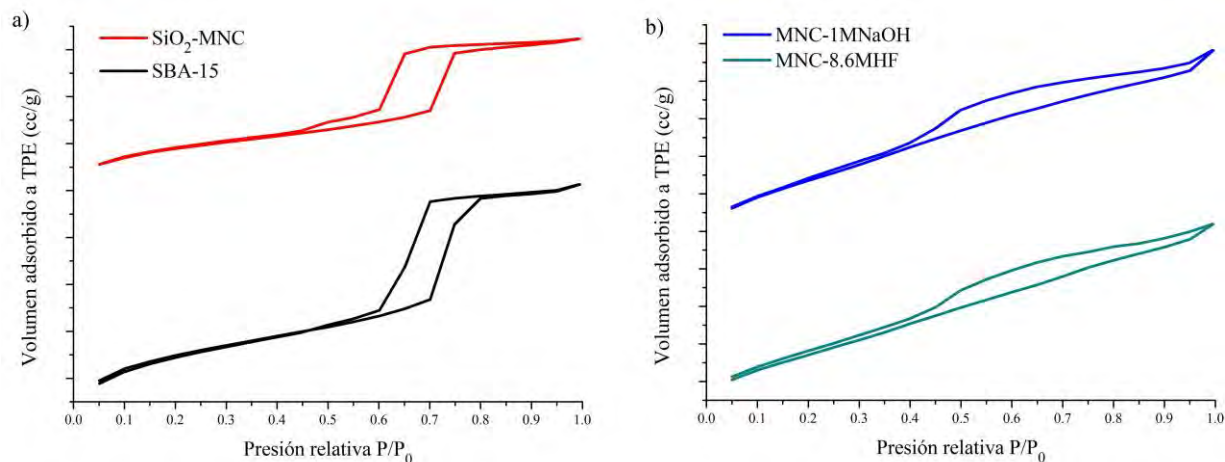 a)
SiO2-MNC
SBA-15
Volumen adsorbido a TPE (cc/g)
0.0 0.1 0.2 0.3 0.4 0.5 0.6 0.7 0.8 0.9 1.0
Presión relativa P/P0
b)
MNC-1MNaOH
MNC-8.6MHF
Volumen adsorbido a TPE (cc/g)
0.0 0.1 0.2 0.3 0.4 0.5 0.6 0.7 0.8 0.9 1.0
Presión relativa P/P0